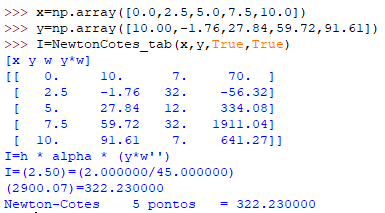 >>> x=np.array([0.0,2.5,5.0,7.5,10.0])
>>> y=np.array([10.00,-1.76,27.84,59.72,91.61])
>>> I=NewtonCotes_tab(x,y,True,True)
[x y w y*w]
[[ 0. 10. 7. 70. ]
[ 2.5 -1.76 32. -56.32]
[ 5. 27.84 12. 334.08]
[ 7.5 59.72 32. 1911.04]
[ 10. 91.61 7. 641.27]]
I=h * alpha * (y*w'')
I=(2.50)=(2.000000/45.000000)
(2900.07)=322.230000
Newton-Cotes 5 pontos = 322.230000